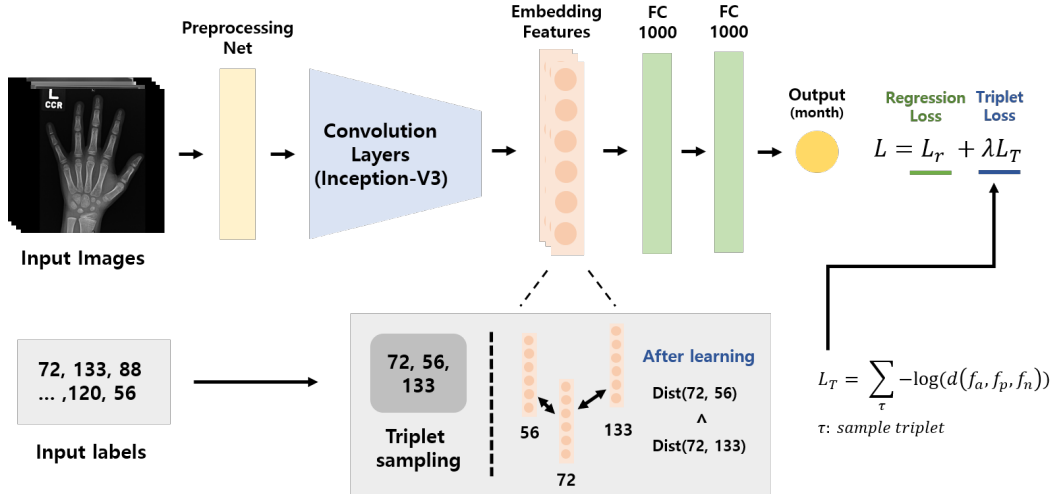 Preprocessing
Net
Embedding
Features
FC
1000
FC
1000
L
CCR
Convolution
Layers
(Inception-V3)
Output
(month)
Regression
Loss
Triplet
Loss
L = L_r + λL_T
Input Images
72, 133, 88
... ,120, 56
Input labels
72, 56,
133
Triplet
sampling
56
72
133
After learning
Dist(72, 56)
^
Dist(72, 133)
L_T = ∑_τ −log(d(f_a, f_p, f_n))
τ: sample triplet